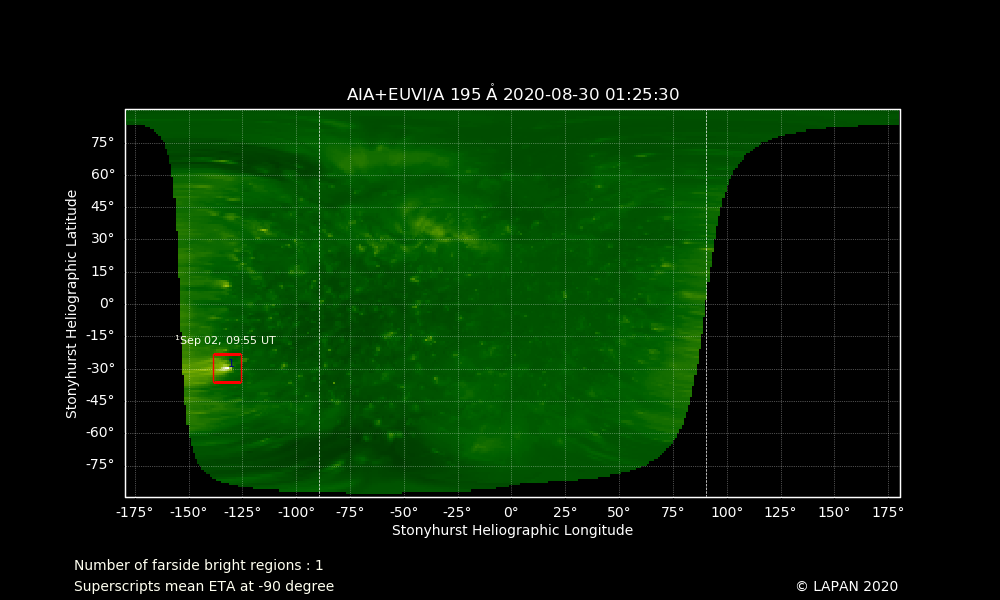 AIA+EUVI/A 195 Å 2020-08-30 01:25:30
Stonyhurst Heliographic Latitude
75°
60°
45°
30°
15°
0°
-15°
-30°
-45°
-60°
-75°
¹Sep 02, 09:55 UT
-175° -150° -125° -100° -75° -50° -25° 0° 25° 50° 75° 100° 125° 150° 175°
Stonyhurst Heliographic Longitude
Number of farside bright regions : 1
Superscripts mean ETA at -90 degree
© LAPAN 2020